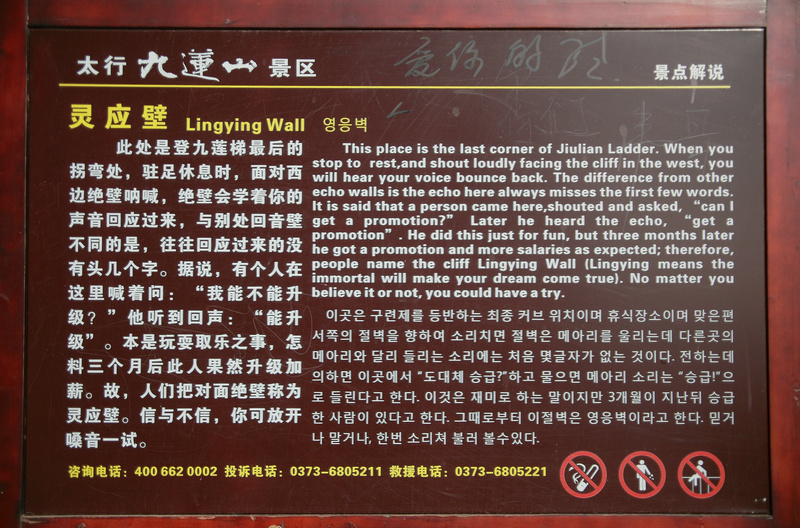 太行九莲山景区
景点解说
灵应壁 Lingying Wall 영응벽
此处是登九莲梯最后的
拐弯处，驻足休息时，面对西
边绝壁呐喊，绝壁会学着你的
声音回应过来，与别处回音壁
不同的是，往往回应过来的没
有头几个字。据说，有个人在
这里喊着问：“我能不能升
级？”他听到回声：“能升
级”。本是玩耍取乐之事，怎
料三个月后此人果然升级加
薪。故，人们把对面绝壁称为
灵应壁。信与不信，你可放开
嗓音一试。
This place is the last corner of Jiulian Ladder. When you
stop to rest,and shout loudly facing the cliff in the west, you
will hear your voice bounce back. The difference from other
echo walls is the echo here always misses the first few words.
It is said that a person came here,shouted and asked, “can I
get a promotion?” Later he heard the echo, “get a
promotion”. He did this just for fun, but three months later
he got a promotion and more salaries as expected; therefore,
people name the cliff Lingying Wall (Lingying means the
immortal will make your dream come true). No matter you
believe it or not, you could have a try.
이곳은 구련제를 등반하는 최종 커브 위치이며 휴식장소이며 맞은편
서쪽의 절벽을 향하여 소리치면 절벽은 메아리를 울리는데 다른곳의
메아리와 달리 들리는 소리에는 처음 몇글자가 없는 것이다. 전하는데
의하면 이곳에서 “도대체 승급?”하고 물으면 메아리 소리는 “승급!”으
로 들린다고 한다. 이것은 재미로 하는 말이지만 3개월이 지난뒤 승급
한 사람이 있다고 한다. 그때로부터 이절벽은 영응벽이라고 한다. 믿거
나 말거나, 한번 소리쳐 불러 볼수있다.
咨询电话：400 662 0002 投诉电话：0373-6805211 救援电话：0373-6805221